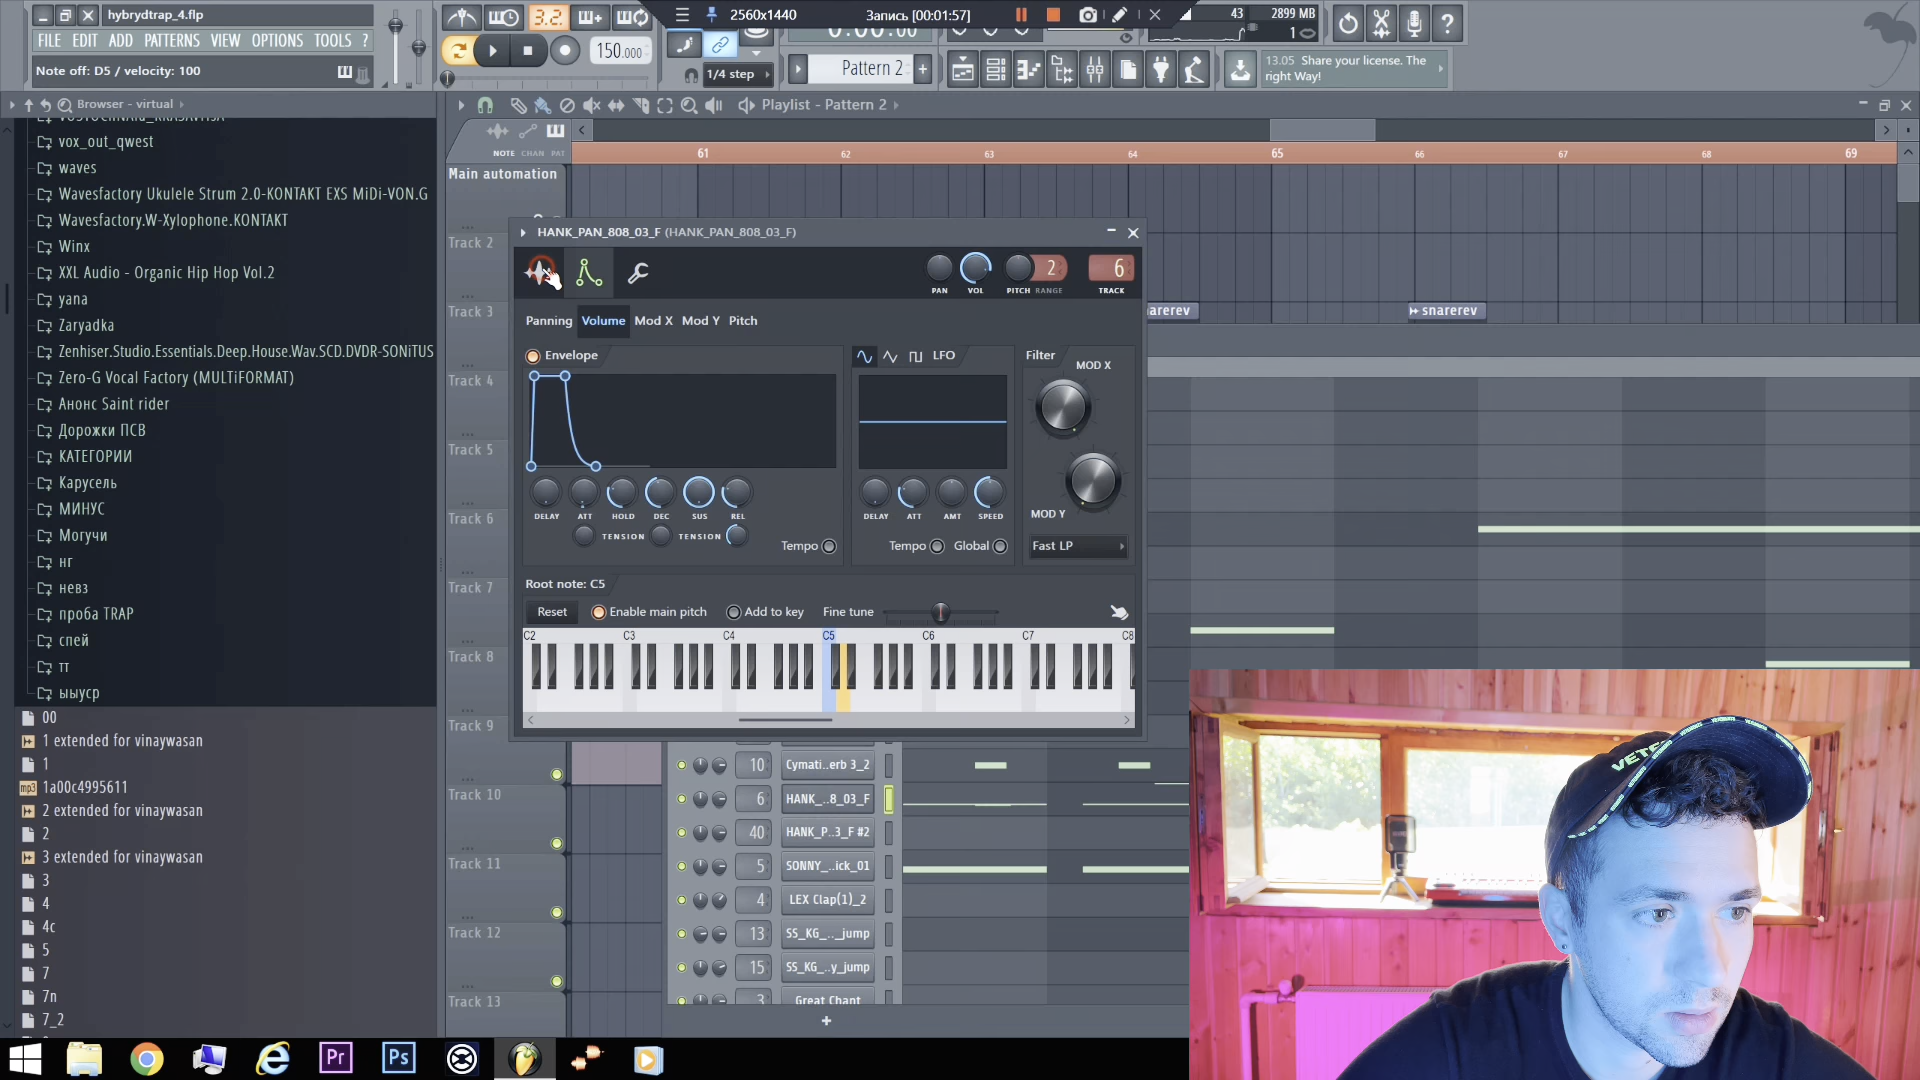 hybrydtrap_4.flp
FILE EDIT ADD PATTERNS VIEW OPTIONS TOOLS ?
Note off: D5 / velocity: 100
3.2.
150.000
2560x1440
Запись [00:01:57]
1/4 step
Pattern 2
43
2899 MB
1
13.05 Share your license. The
right Way!
Browser - virtual
vox_out_qwest
waves
Wavesfactory Ukulele Strum 2.0-KONTAKT EXS MiDi-VON.G
Wavesfactory.W-Xylophone.KONTAKT
Winx
XXL Audio - Organic Hip Hop Vol.2
yana
Zaryadka
Zenhiser.Studio.Essentials.Deep.House.Wav.SCD.DVDR-SONiTUS
Zero-G Vocal Factory (MULTiFORMAT)
Анонс Saint rider
Дорожки ПСВ
КАТЕГОРИИ
Карусель
МИНУС
Могучи
нг
невз
проба TRAP
спей
тт
ыыуср
00
1 extended for vinaywasan
1
1a00c4995611
2 extended for vinaywasan
2
3 extended for vinaywasan
3
4
4c
5
7
7n
7_2
Playlist - Pattern 2
NOTE CHAN PAT
61 62 63 64 65 66 67 68 69
Main automation
Track 2
Track 3
arerev
snarerev
Track 4
Track 5
Track 6
Track 7
Track 8
Track 9
Track 10
Track 11
Track 12
Track 13
HANK_PAN_808_03_F (HANK_PAN_808_03_F)
2
6
PAN VOL PITCH RANGE TRACK
Panning Volume Mod X Mod Y Pitch
Envelope
LFO
Filter
MOD X
DELAY ATT HOLD DEC SUS REL
TENSION TENSION
Tempo
DELAY ATT AMT SPEED
Tempo Global
MOD Y
Fast LP
Root note: C5
Reset Enable main pitch Add to key Fine tune
C2 C3 C4 C5 C6 C7 C8
10 Cymati..erb 3_2
6 HANK_..8_03_F
40 HANK_P..3_F #2
5 SONNY_..ick_01
4 LEX Clap(1)_2
13 SS_KG_.._jump
15 SS_KG_..y_jump
3 Great Chant
+
Pr
Ps